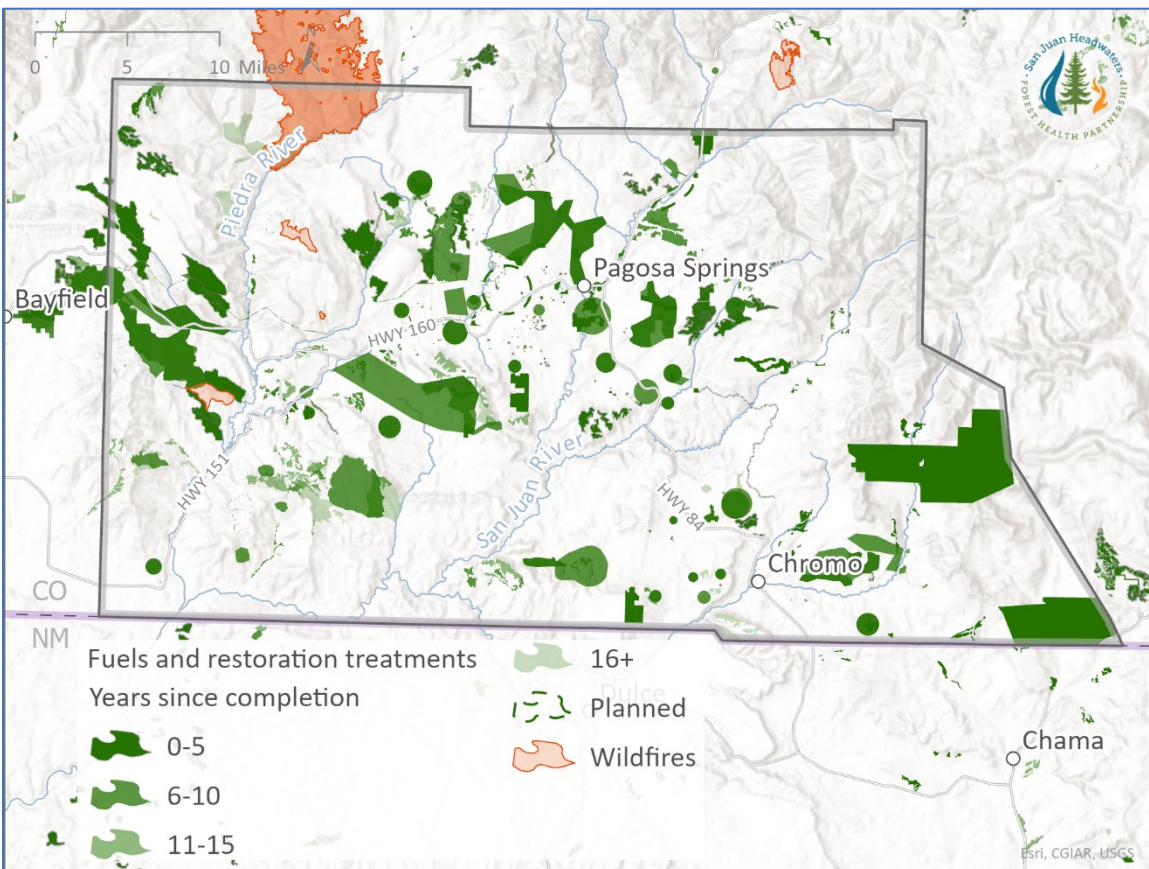 0 5 10 Miles
San Juan Headwaters
FOREST HEALTH PARTNERSHIP
Piedra River
Pagosa Springs
Bayfield
HWY 160
HWY 151
San Juan River
HWY 84
Chromo
CO
NM
Fuels and restoration treatments
Years since completion
0-5
6-10
11-15
16+
Planned
Wildfires
Dulce
Chama
Esri, CGIAR, USGS